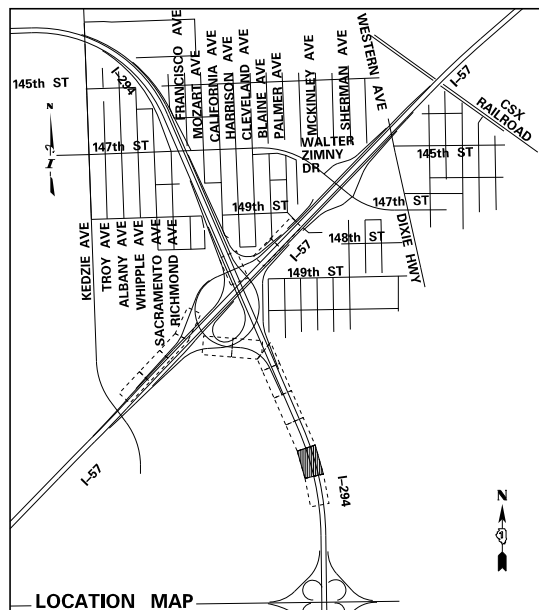 145th ST
I-294
FRANCISCO AVE
MOZART AVE
CALIFORNIA AVE
HARRISON AVE
CLEVELAND AVE
BLAINE AVE
PALMER AVE
MCKINLEY AVE
SHERMAN AVE
WESTERN AVE
I-57
CSX
RAILROAD
N
147th ST
WALTER
ZIMNY
DR
145th ST
149th ST
147th ST
I-57
148th ST
DIXIE HWY
149th ST
KEDZIE AVE
TROY AVE
ALBANY AVE
WHIPPLE AVE
SACRAMENTO AVE
RICHMOND AVE
I-57
I-294
N
LOCATION MAP